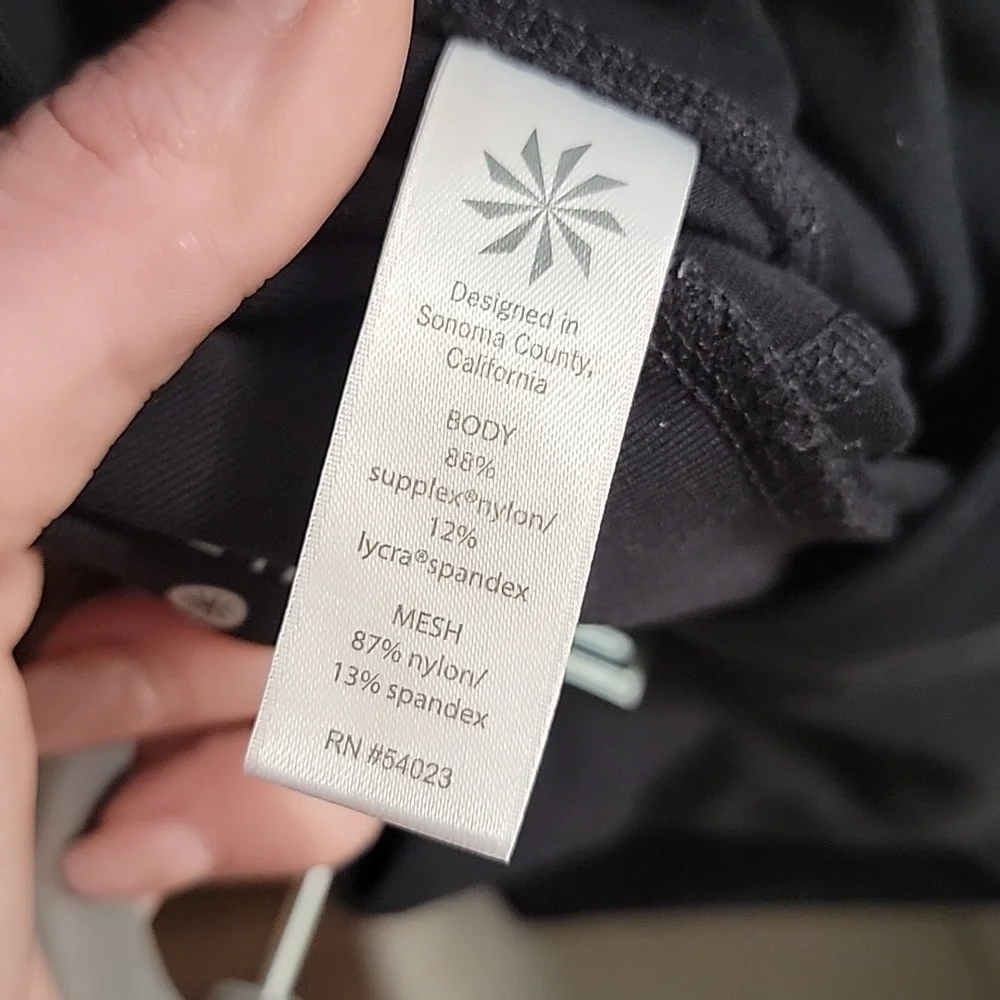 Designed in
Sonoma County,
California
BODY
88%
supplex®nylon/
12%
lycra®spandex
MESH
87% nylon/
13% spandex
RN #54023